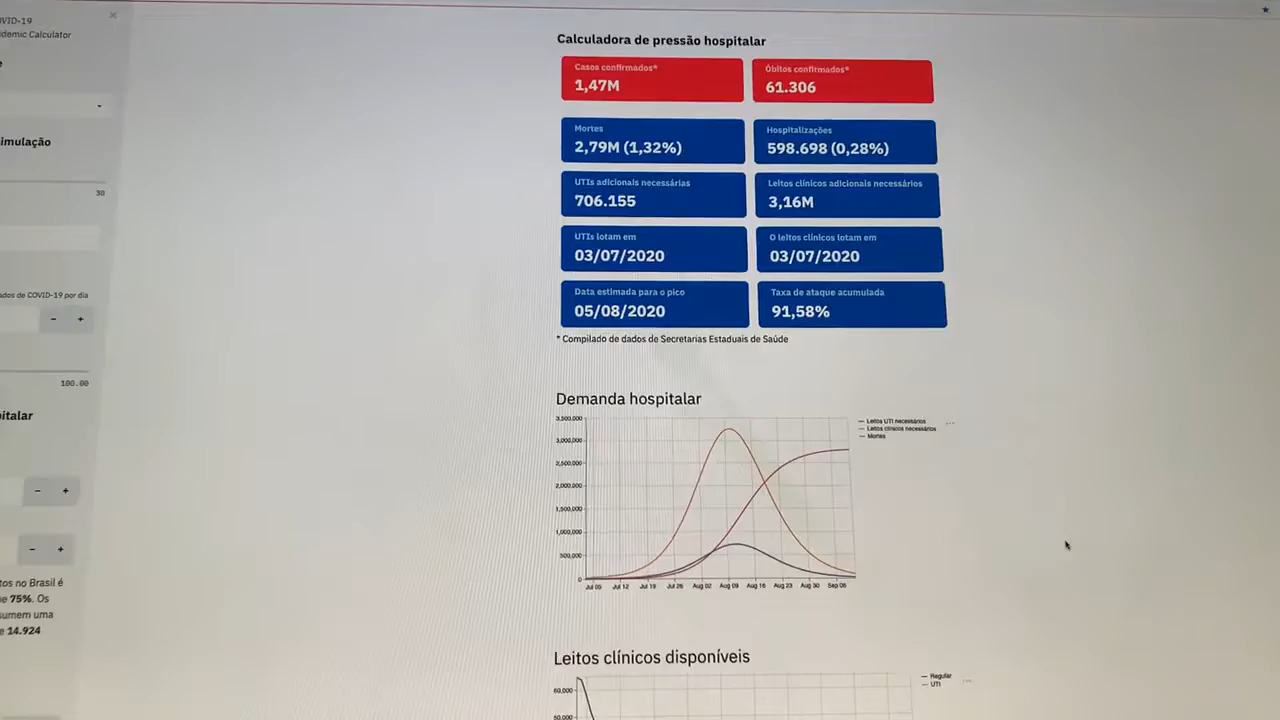 VID-19
demic Calculator
e
imulação
30
ados de COVID-19 por dia
− +
100.00
pitalar
− +
− +
tos no Brasil é
e 75%. Os
sumem uma
e 14.924
Calculadora de pressão hospitalar
Casos confirmados*
1,47M
Óbitos confirmados*
61.306
Mortes
2,79M (1,32%)
Hospitalizações
598.698 (0,28%)
UTIs adicionais necessárias
706.155
Leitos clínicos adicionais necessários
3,16M
UTIs lotam em
03/07/2020
O leitos clínicos lotam em
03/07/2020
Data estimada para o pico
05/08/2020
Taxa de ataque acumulada
91,58%
* Compilado de dados de Secretarias Estaduais de Saúde
Demanda hospitalar
3,500,000
3,000,000
2,500,000
2,000,000
1,500,000
1,000,000
500,000
0
Jul 05 Jul 12 Jul 19 Jul 26 Aug 02 Aug 09 Aug 16 Aug 23 Aug 30 Sep 06
Leitos UTI necessários
Leitos clínicos necessários
Mortes
Leitos clínicos disponíveis
60,000
50,000
Regular
UTI